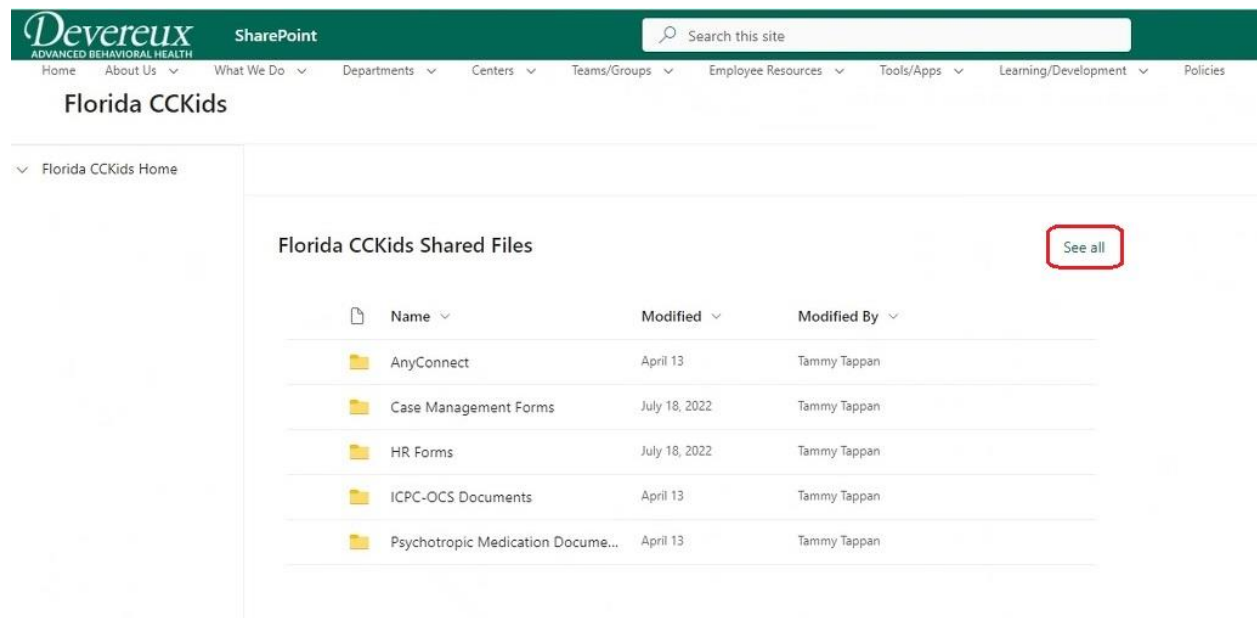 Devereux
ADVANCED BEHAVIORAL HEALTH
SharePoint
Search this site
Home About Us What We Do Departments Centers Teams/Groups Employee Resources Tools/Apps Learning/Development Policies
Florida CCKids
Florida CCKids Home
Florida CCKids Shared Files See all
Name Modified Modified By
AnyConnect April 13 Tammy Tappan
Case Management Forms July 18, 2022 Tammy Tappan
HR Forms July 18, 2022 Tammy Tappan
ICPC-OCS Documents April 13 Tammy Tappan
Psychotropic Medication Docume... April 13 Tammy Tappan